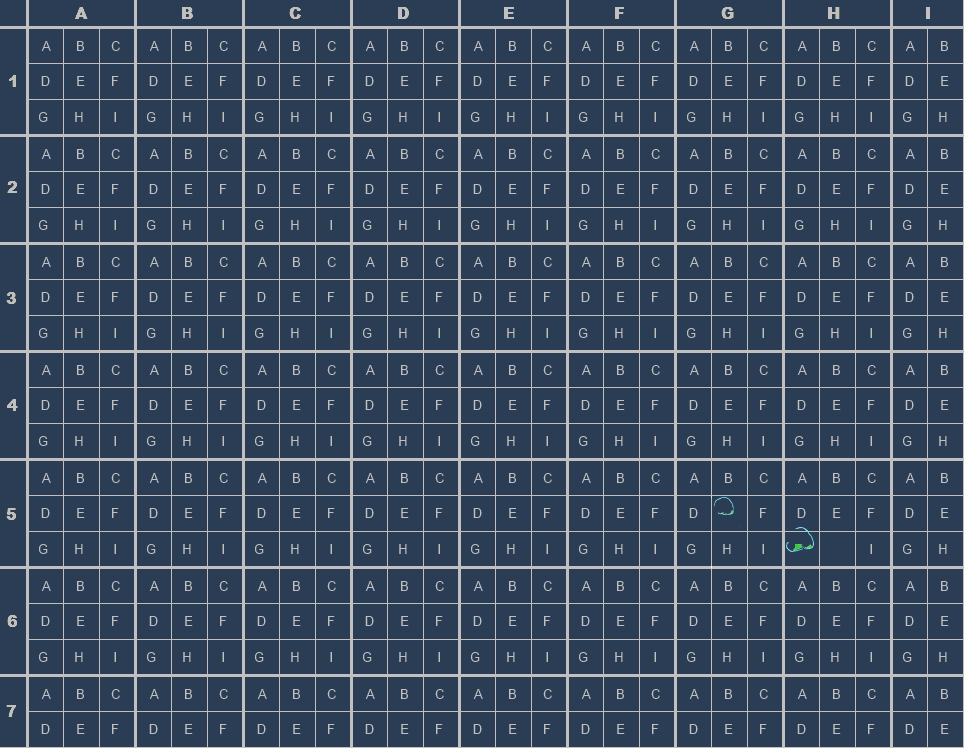 A B C D E F G H I
A B C A B C A B C A B C A B C A B C A B C A B C A B
1 D E F D E F D E F D E F D E F D E F D E F D E F D E
G H I G H I G H I G H I G H I G H I G H I G H I G H
A B C A B C A B C A B C A B C A B C A B C A B C A B
2 D E F D E F D E F D E F D E F D E F D E F D E F D E
G H I G H I G H I G H I G H I G H I G H I G H I G H
A B C A B C A B C A B C A B C A B C A B C A B C A B
3 D E F D E F D E F D E F D E F D E F D E F D E F D E
G H I G H I G H I G H I G H I G H I G H I G H I G H
A B C A B C A B C A B C A B C A B C A B C A B C A B
4 D E F D E F D E F D E F D E F D E F D E F D E F D E
G H I G H I G H I G H I G H I G H I G H I G H I G H
A B C A B C A B C A B C A B C A B C A B C A B C A B
5 D E F D E F D E F D E F D E F D E F D F D E F D E
G H I G H I G H I G H I G H I G H I G H I I G H
A B C A B C A B C A B C A B C A B C A B C A B C A B
6 D E F D E F D E F D E F D E F D E F D E F D E F D E
G H I G H I G H I G H I G H I G H I G H I G H I G H
A B C A B C A B C A B C A B C A B C A B C A B C A B
7 D E F D E F D E F D E F D E F D E F D E F D E F D E